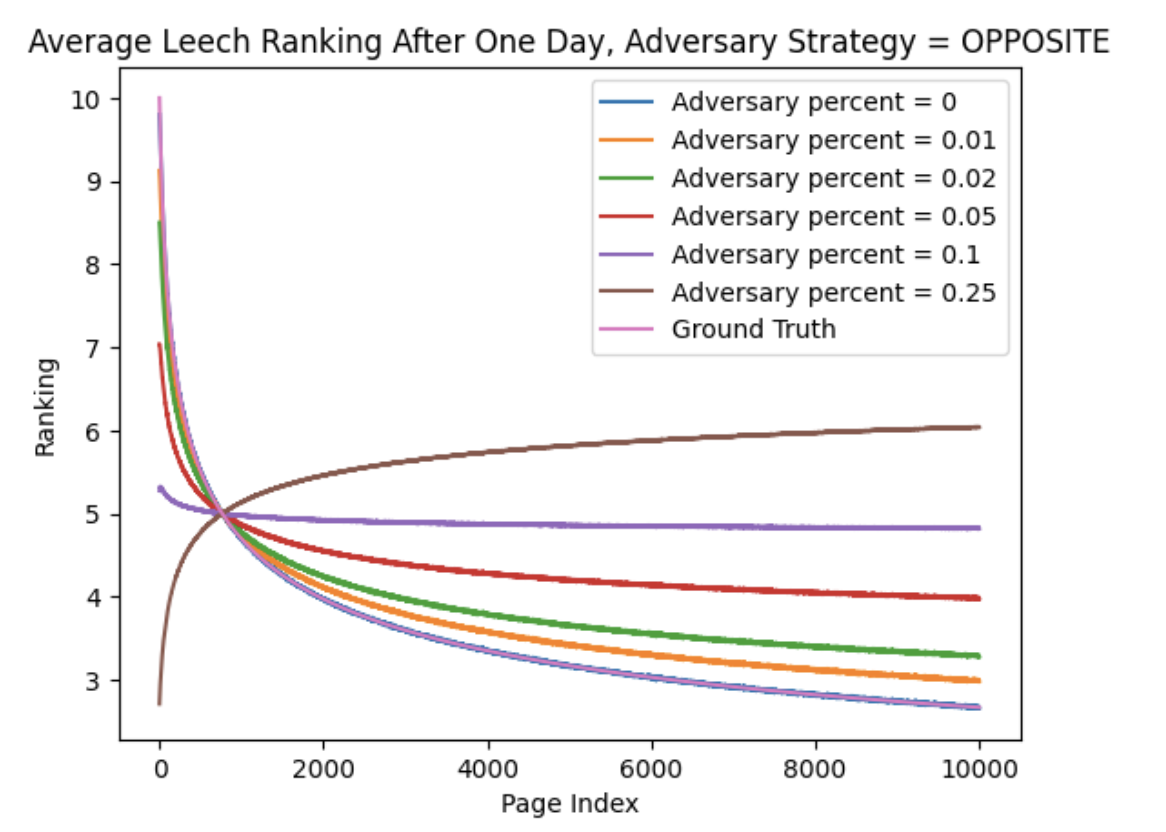 Average Leech Ranking After One Day, Adversary Strategy = OPPOSITE
Adversary percent = 0
Adversary percent = 0.01
Adversary percent = 0.02
Adversary percent = 0.05
Adversary percent = 0.1
Adversary percent = 0.25
Ground Truth
Ranking
10
9
8
7
6
5
4
3
0 2000 4000 6000 8000 10000
Page Index